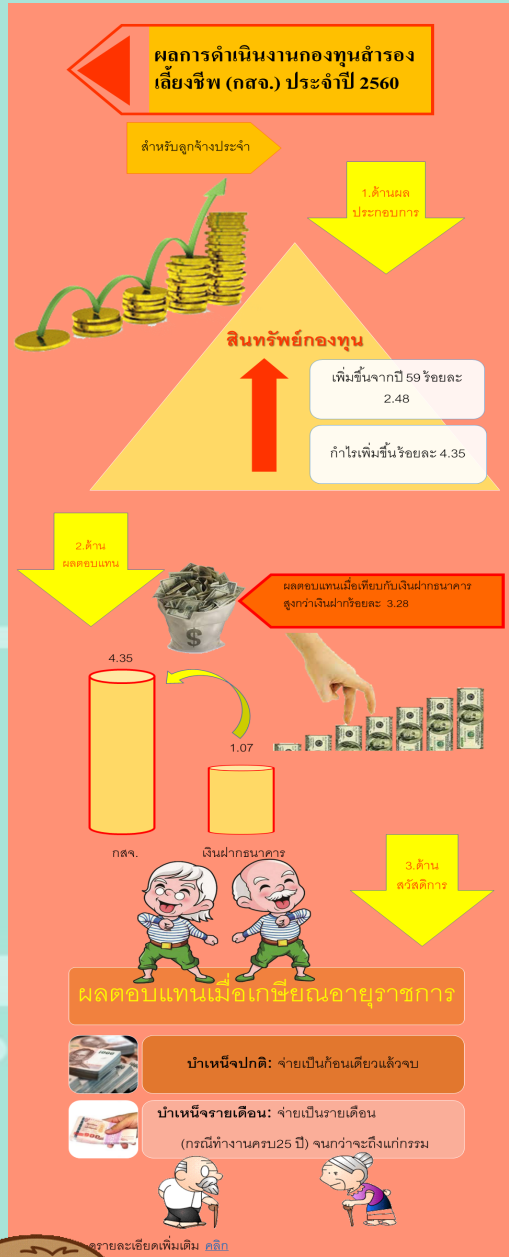 ผลการดำเนินงานกองทุนสำรอง
เลี้ยงชีพ (กสจ.) ประจำปี 2560
สำหรับลูกจ้างประจำ
1.ด้านผล
ประกอบการ
สินทรัพย์กองทุน
เพิ่มขึ้นจากปี 59 ร้อยละ
2.48
กำไรเพิ่มขึ้น ร้อยละ 4.35
2.ด้าน
ผลตอบแทน
ผลตอบแทนเมื่อเทียบกับเงินฝากธนาคาร
สูงกว่าเงินฝากร้อยละ 3.28
4.35
1.07
กสจ.
เงินฝากธนาคาร
3.ด้าน
สวัสดิการ
ผลตอบแทนเมื่อเกษียณอายุราชการ
บำเหน็จปกติ: จ่ายเป็นก้อนเดียวแล้วจบ
บำเหน็จรายเดือน: จ่ายเป็นรายเดือน
(กรณีทำงานครบ25 ปี) จนกว่าจะถึงแก่กรรม
ดูรายละเอียดเพิ่มเติม คลิก